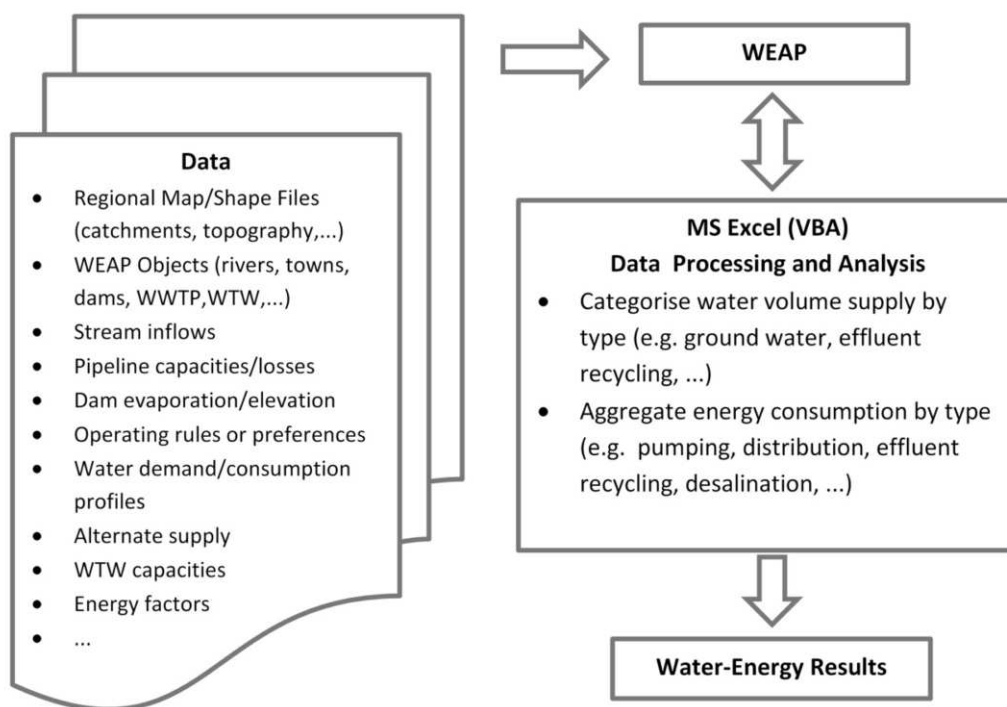 Data
• Regional Map/Shape Files
(catchments, topography,...)
• WEAP Objects (rivers, towns,
dams, WWTP,WTW,...)
• Stream inflows
• Pipeline capacities/losses
• Dam evaporation/elevation
• Operating rules or preferences
• Water demand/consumption
profiles
• Alternate supply
• WTW capacities
• Energy factors
• ...
WEAP
MS Excel (VBA)
Data Processing and Analysis
• Categorise water volume supply by
type (e.g. ground water, effluent
recycling, ...)
• Aggregate energy consumption by type
(e.g. pumping, distribution, effluent
recycling, desalination, ...)
Water-Energy Results